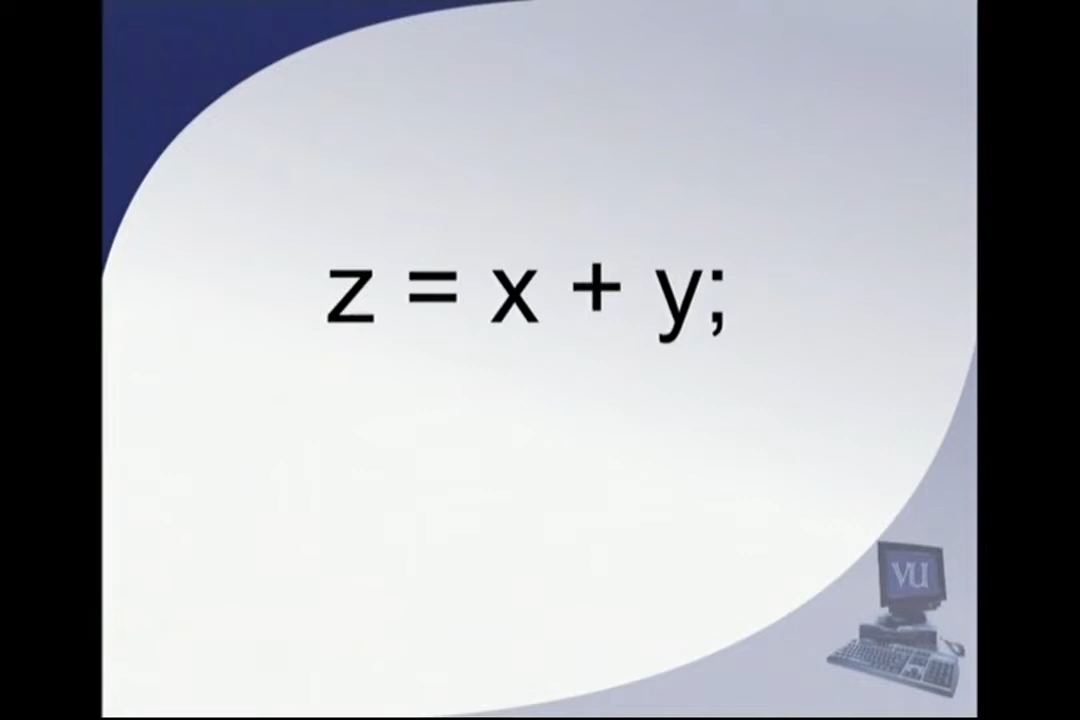 z = x + y;
VU